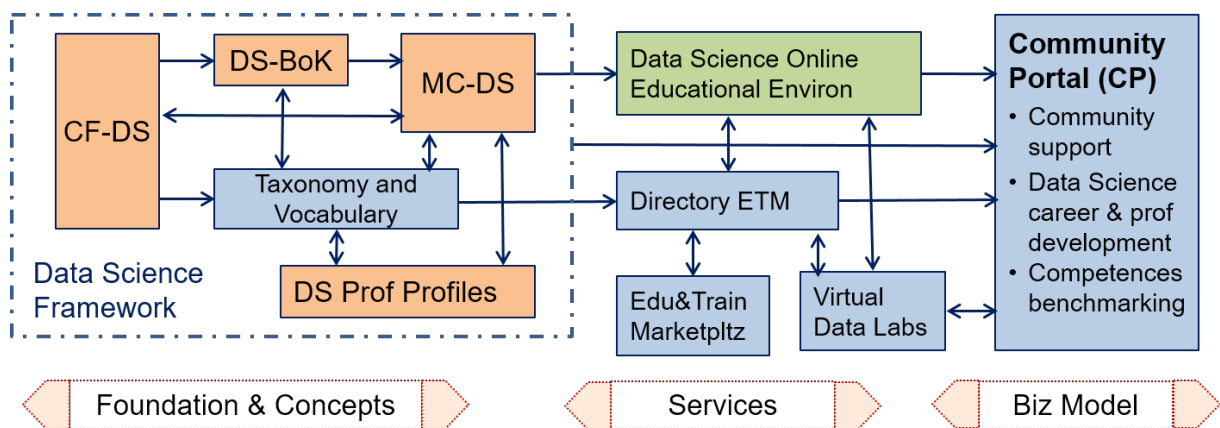 CF-DS
DS-BoK
MC-DS
Taxonomy and
Vocabulary
DS Prof Profiles
Data Science
Framework
Data Science Online
Educational Environ
Directory ETM
Edu&Train
Marketpltz
Virtual
Data Labs
Community
Portal (CP)
• Community
support
• Data Science
career & prof
development
• Competences
benchmarking
Foundation & Concepts
Services
Biz Model